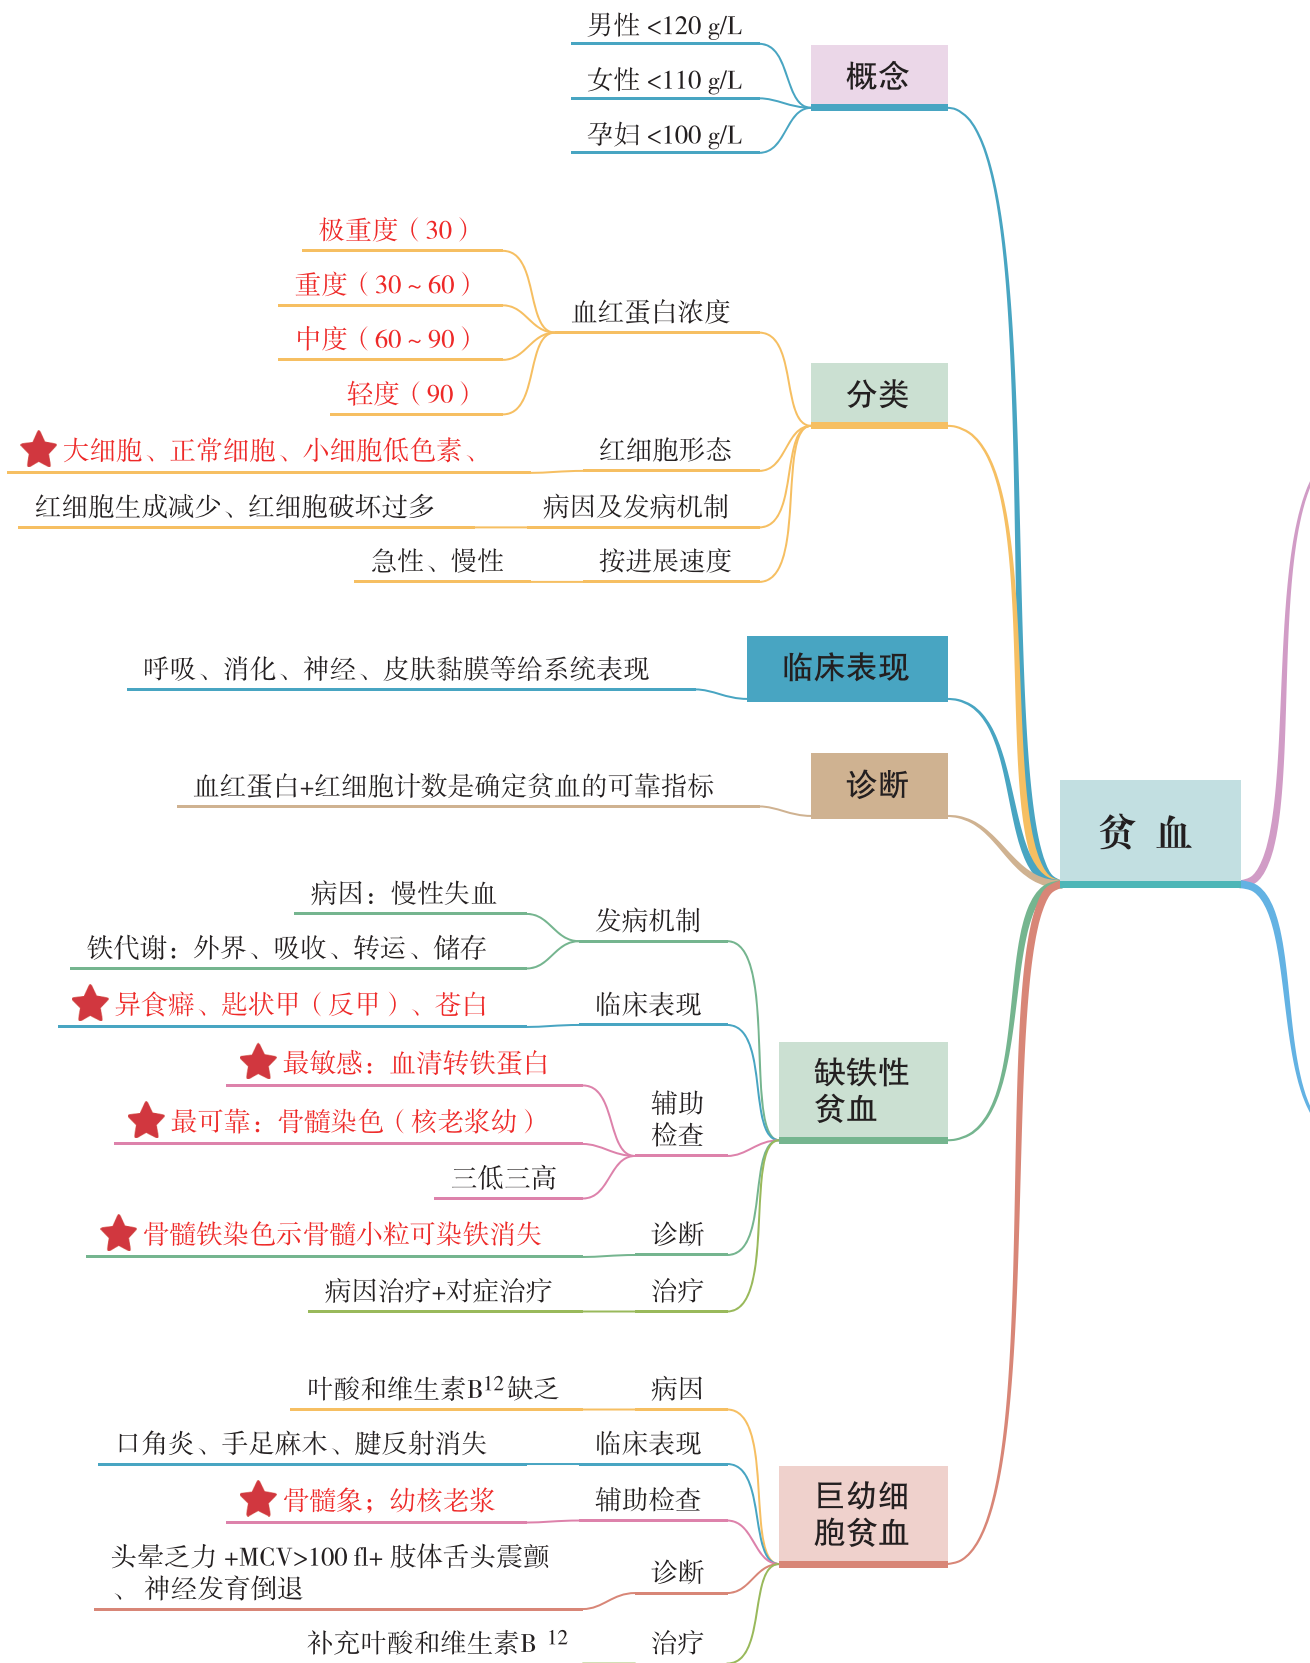 男性 <120 g/L
女性 <110 g/L
孕妇 <100 g/L
概念
极重度（30）
重度（30～60）
中度（60～90）
轻度（90）
血红蛋白浓度
大细胞、正常细胞、小细胞低色素、
红细胞形态
红细胞生成减少、红细胞破坏过多
病因及发病机制
急性、慢性
按进展速度
分类
呼吸、消化、神经、皮肤黏膜等给系统表现
临床表现
血红蛋白+红细胞计数是确定贫血的可靠指标
诊断
贫 血
病因：慢性失血
铁代谢：外界、吸收、转运、储存
发病机制
异食癖、匙状甲（反甲）、苍白
临床表现
最敏感：血清转铁蛋白
最可靠：骨髓染色（核老浆幼）
三低三高
辅助
检查
骨髓铁染色示骨髓小粒可染铁消失
诊断
病因治疗+对症治疗
治疗
缺铁性
贫血
叶酸和维生素B12缺乏
病因
口角炎、手足麻木、腱反射消失
临床表现
骨髓象；幼核老浆
辅助检查
头晕乏力 +MCV>100 fl+ 肢体舌头震颤
、神经发育倒退
诊断
补充叶酸和维生素B 12
治疗
巨幼细
胞贫血